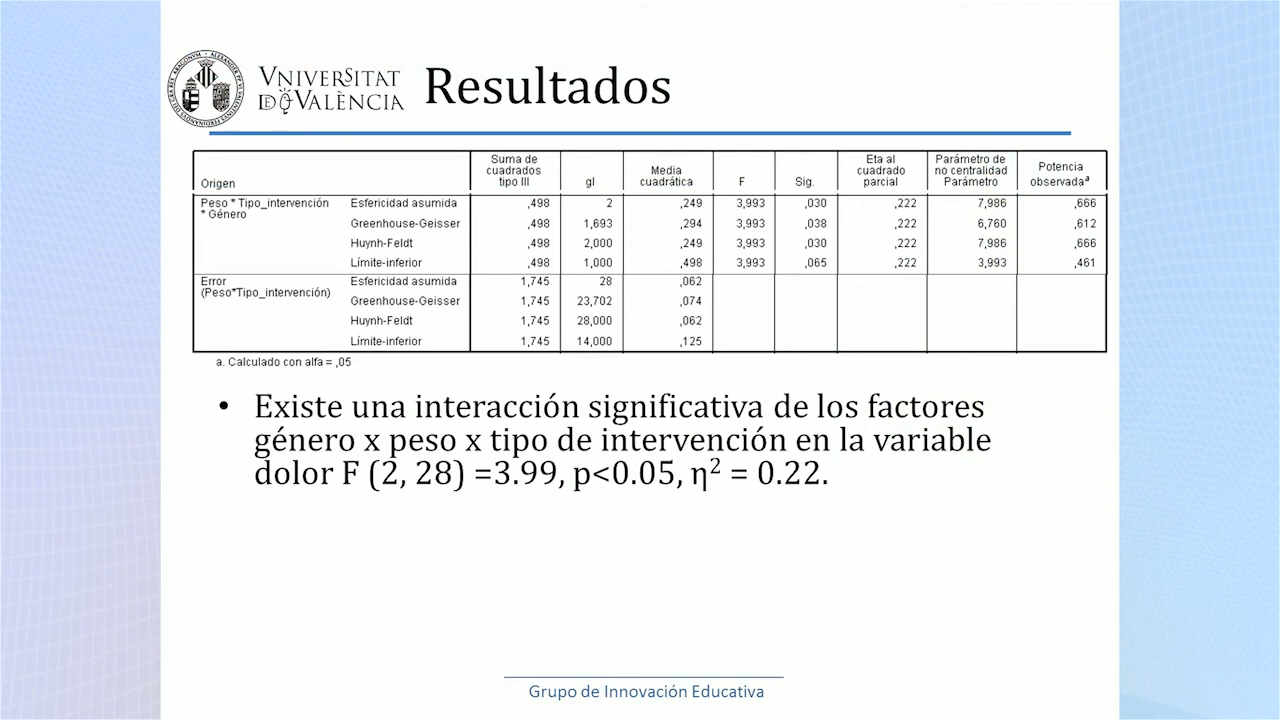 VNIVERSITAT
DE VALÈNCIA
Resultados
Origen Suma de cuadrados tipo III gl Media cuadrática F Sig. Eta al cuadrado parcial Parámetro de no centralidad Parámetro Potencia observadaᵃ
Peso * Tipo_intervención * Género Esfericidad asumida ,498 2 ,249 3,993 ,030 ,222 7,986 ,666
Greenhouse-Geisser ,498 1,693 ,294 3,993 ,038 ,222 6,760 ,612
Huynh-Feldt ,498 2,000 ,249 3,993 ,030 ,222 7,986 ,666
Límite-inferior ,498 1,000 ,498 3,993 ,065 ,222 3,993 ,461
Error (Peso*Tipo_intervención) Esfericidad asumida 1,745 28 ,062
Greenhouse-Geisser 1,745 23,702 ,074
Huynh-Feldt 1,745 28,000 ,062
Límite-inferior 1,745 14,000 ,125
a. Calculado con alfa = ,05
• Existe una interacción significativa de los factores
género x peso x tipo de intervención en la variable
dolor F (2, 28) =3.99, p<0.05, η² = 0.22.
Grupo de Innovación Educativa